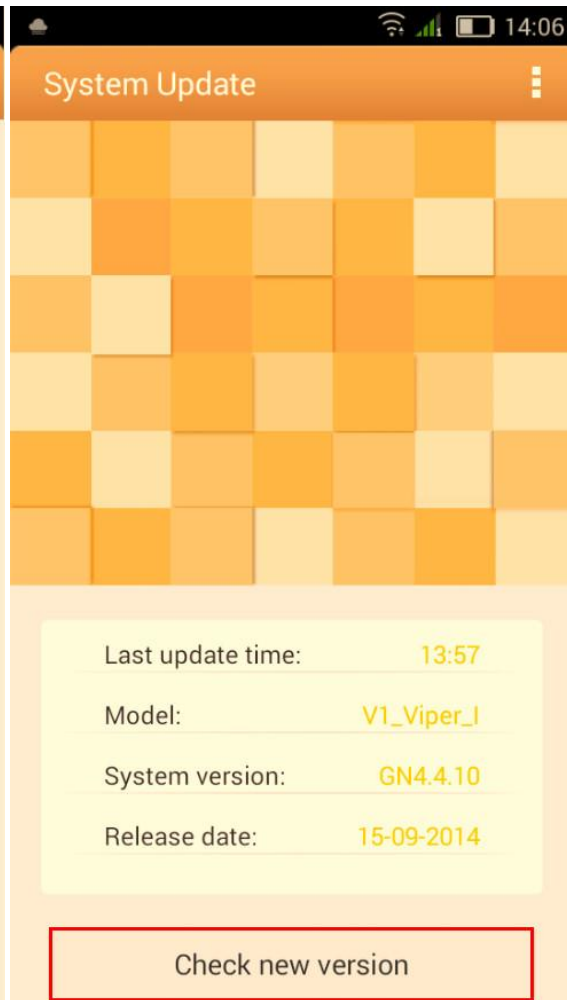 14:06
System Update
Last update time: 13:57
Model: V1_Viper_I
System version: GN4.4.10
Release date: 15-09-2014
Check new version